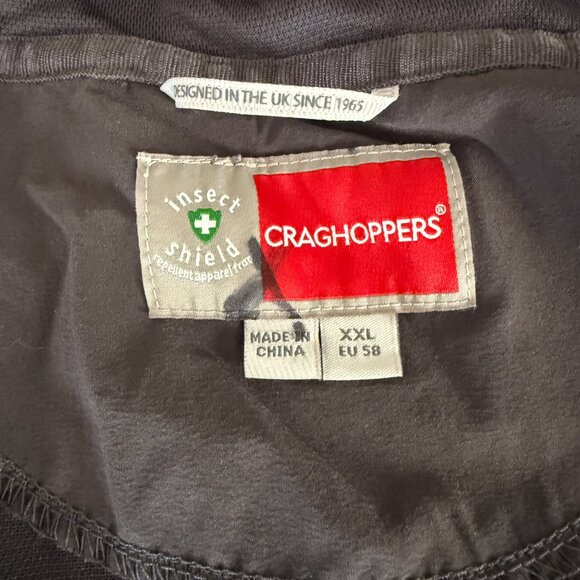 DESIGNED IN THE UK SINCE 1965
insect
shield
repellent apparel from
CRAGHOPPERS®
MADE IN
CHINA
XXL
EU 58